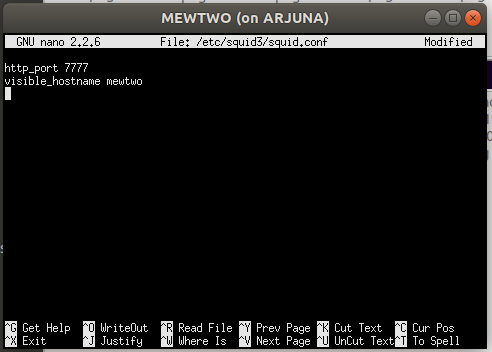 MEWTWO (on ARJUNA)
GNU nano 2.2.6 File: /etc/squid3/squid.conf Modified
http_port 7777
visible_hostname mewtwo
^G Get Help ^O WriteOut ^R Read File ^Y Prev Page ^K Cut Text ^C Cur Pos
^X Exit ^J Justify ^W Where Is ^V Next Page ^U UnCut Text ^T To Spell